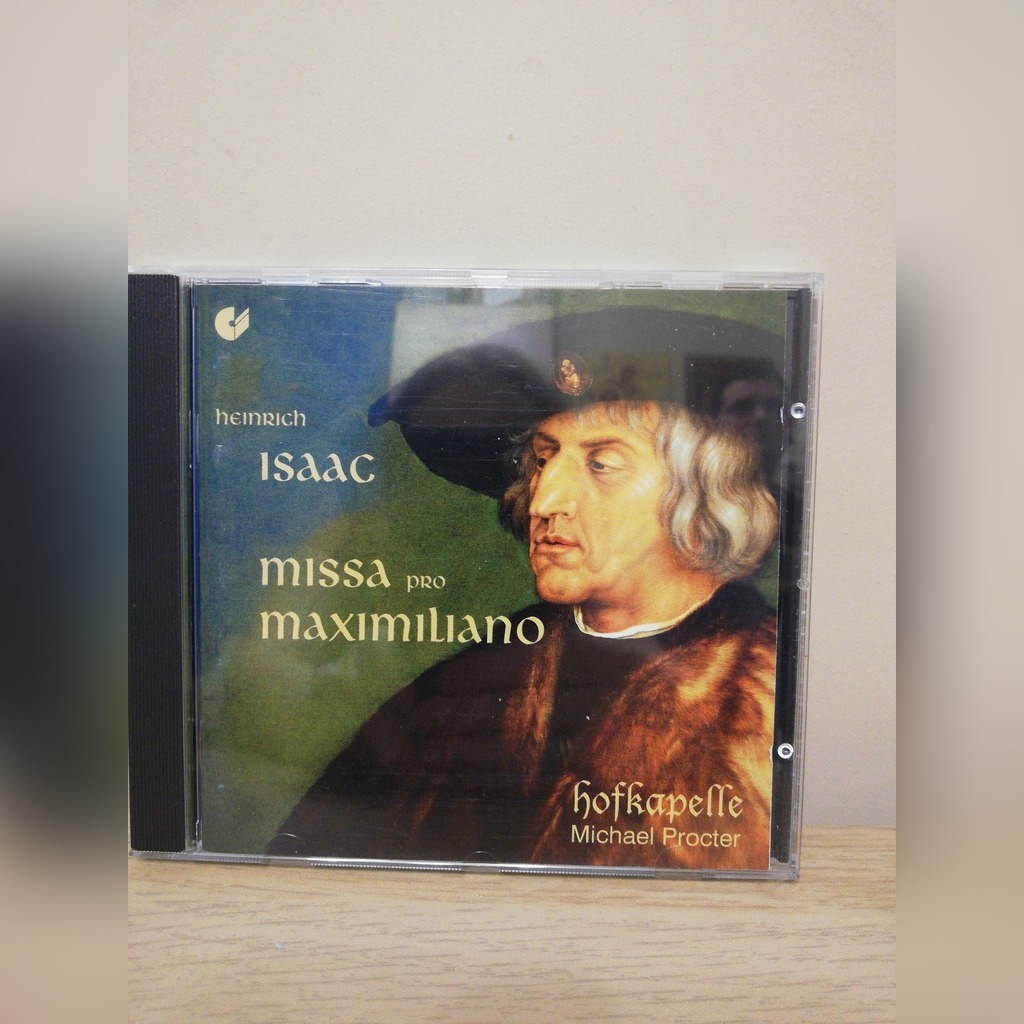 Heinrich
Isaac
Missa pro
Maximiliano
hofkapelle
Michael Procter